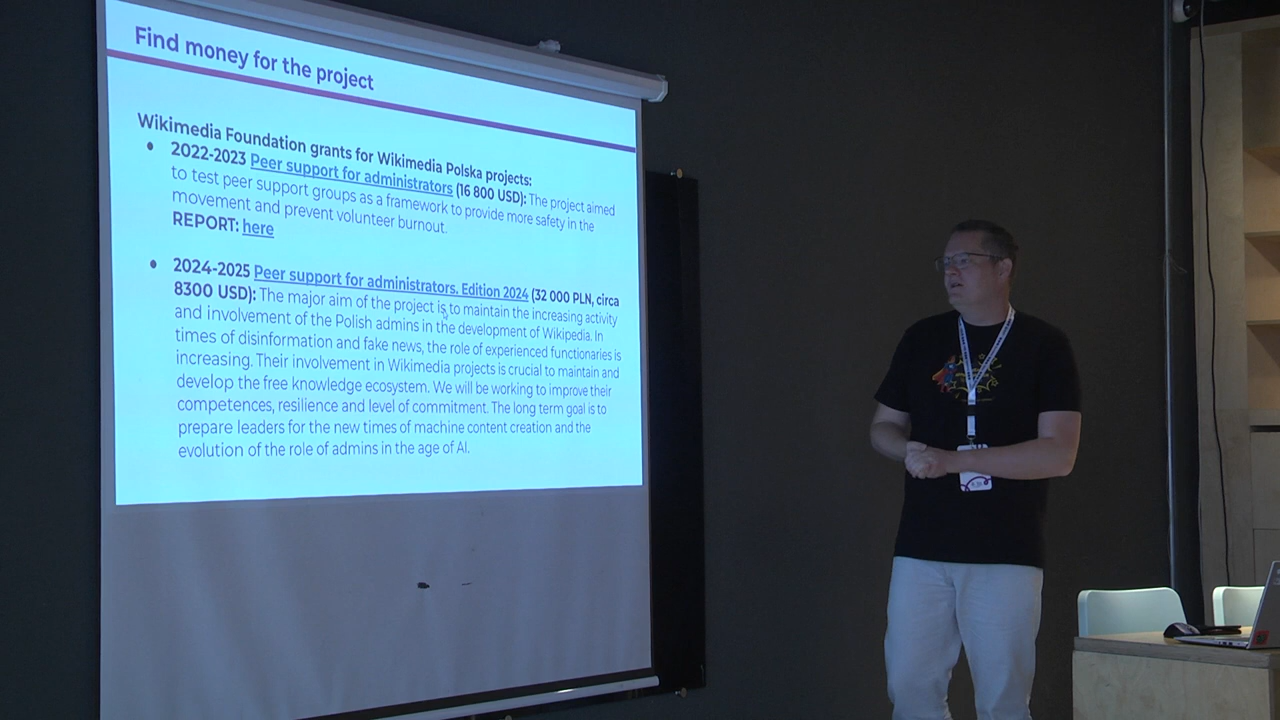 Find money for the project
Wikimedia Foundation grants for Wikimedia Polska projects:
• 2022-2023 Peer support for administrators (16 800 USD): The project aimed
to test peer support groups as a framework to provide more safety in the
movement and prevent volunteer burnout.
REPORT: here
• 2024-2025 Peer support for administrators. Edition 2024 (32 000 PLN, circa
8300 USD): The major aim of the project is to maintain the increasing activity
and involvement of the Polish admins in the development of Wikipedia. In
times of disinformation and fake news, the role of experienced functionaries is
increasing. Their involvement in Wikimedia projects is crucial to maintain and
develop the free knowledge ecosystem. We will be working to improve their
competences, resilience and level of commitment. The long term goal is to
prepare leaders for the new times of machine content creation and the
evolution of the role of admins in the age of AI.